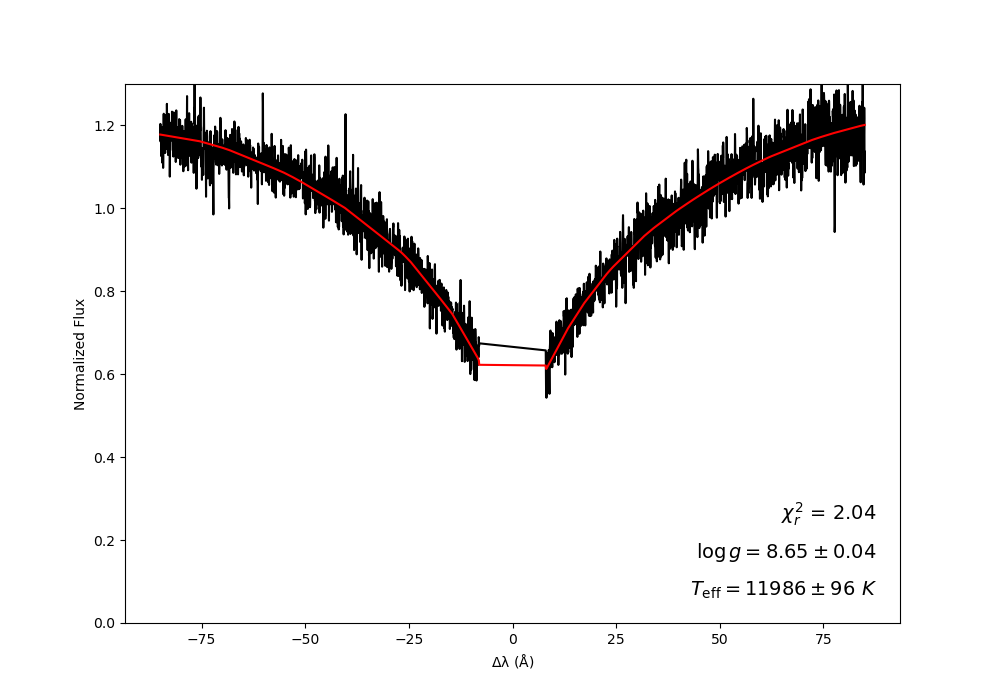 1.2
1.0
0.8
0.6
0.4
0.2
0.0
Normalized Flux
χ²ᵣ = 2.04
log g = 8.65 ± 0.04
T_eff = 11986 ± 96 K
−75
−50
−25
0
25
50
75
Δλ (Å)